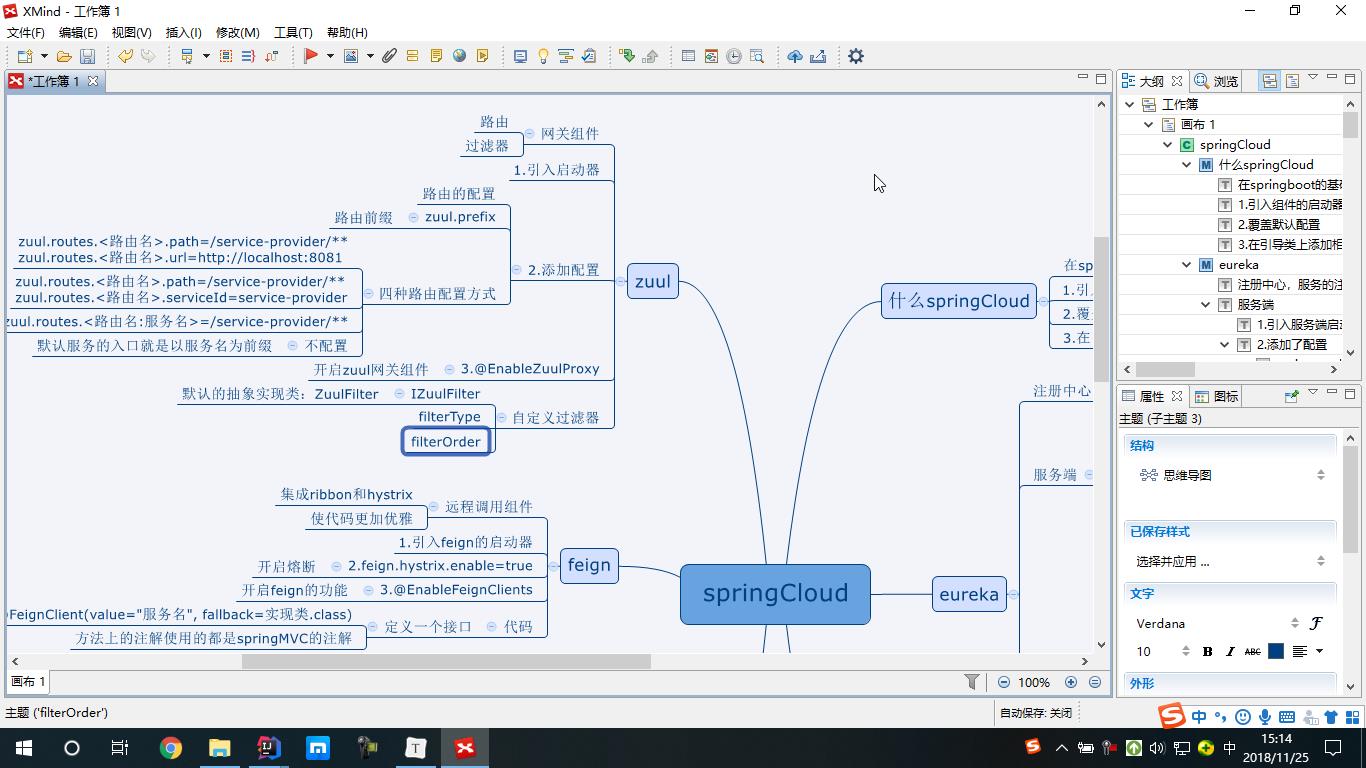 XMind - 工作簿 1
文件(F) 编辑(E) 视图(V) 插入(I) 修改(M) 工具(T) 帮助(H)
*工作簿 1
路由
网关组件
过滤器
1.引入启动器
路由的配置
路由前缀 zuul.prefix
zuul.routes.<路由名>.path=/service-provider/**
zuul.routes.<路由名>.url=http://localhost:8081
2.添加配置
zuul
zuul.routes.<路由名>.path=/service-provider/**
zuul.routes.<路由名>.serviceId=service-provider
四种路由配置方式
zuul.routes.<路由名:服务名>=/service-provider/**
默认服务的入口就是以服务名为前缀 不配置
开启zuul网关组件 3.@EnableZuulProxy
默认的抽象实现类：ZuulFilter IZuulFilter
filterType 自定义过滤器
filterOrder
集成ribbon和hystrix
远程调用组件
使代码更加优雅
1.引入feign的启动器
开启熔断 2.feign.hystrix.enable=true
feign
开启feign的功能 3.@EnableFeignClients
FeignClient(value="服务名", fallback=实现类.class)
定义一个接口 代码
方法上的注解使用的都是springMVC的注解
springCloud
什么springCloud
在sp
1.引
2.覆
3.在
注册中心
服务端
eureka
画布 1
100%
大纲 浏览
工作簿
画布 1
springCloud
什么springCloud
在springboot的基
1.引入组件的启动器
2.覆盖默认配置
3.在引导类上添加相
eureka
注册中心，服务的注
服务端
1.引入服务端启
2.添加了配置
属性 图标
主题 (子主题 3)
结构
思维导图
已保存样式
选择并应用 ...
文字
Verdana
10 B I ABC
外形
主题 ('filterOrder')
自动保存: 关闭
中
中
15:14
2018/11/25